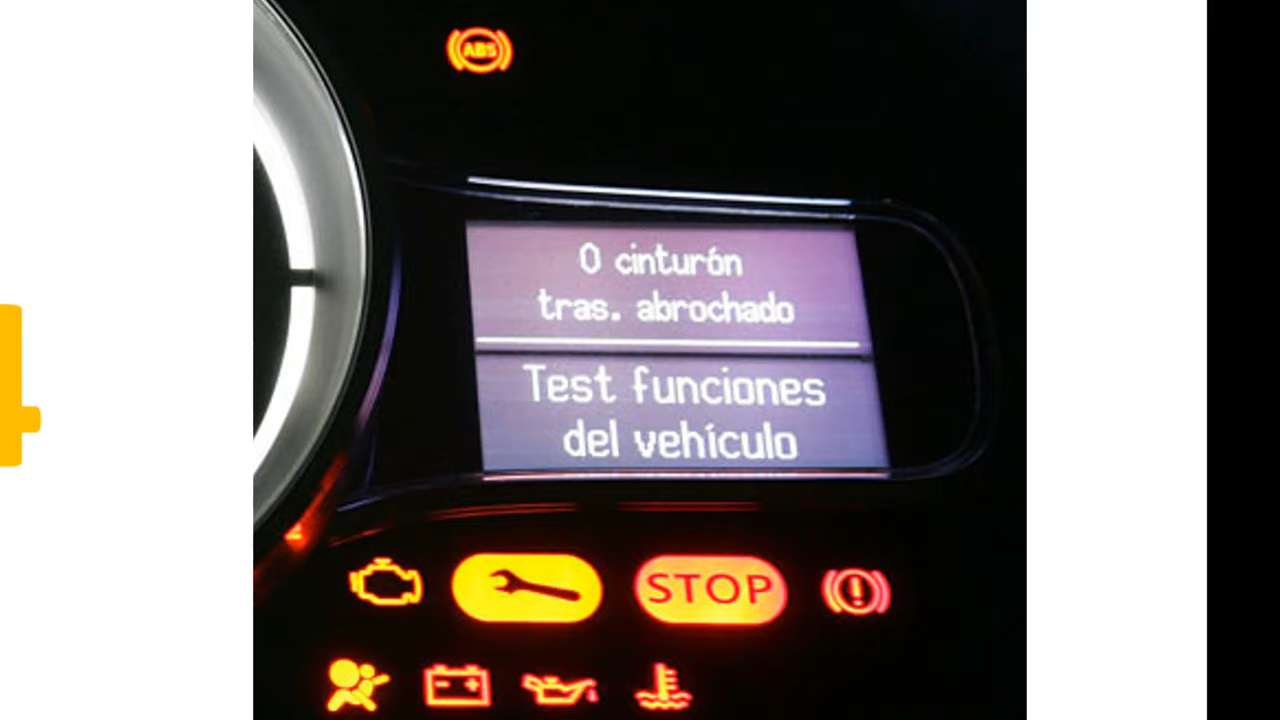 ABS
0 cinturón
tras. abrochado
Test funciones
del vehículo
STOP